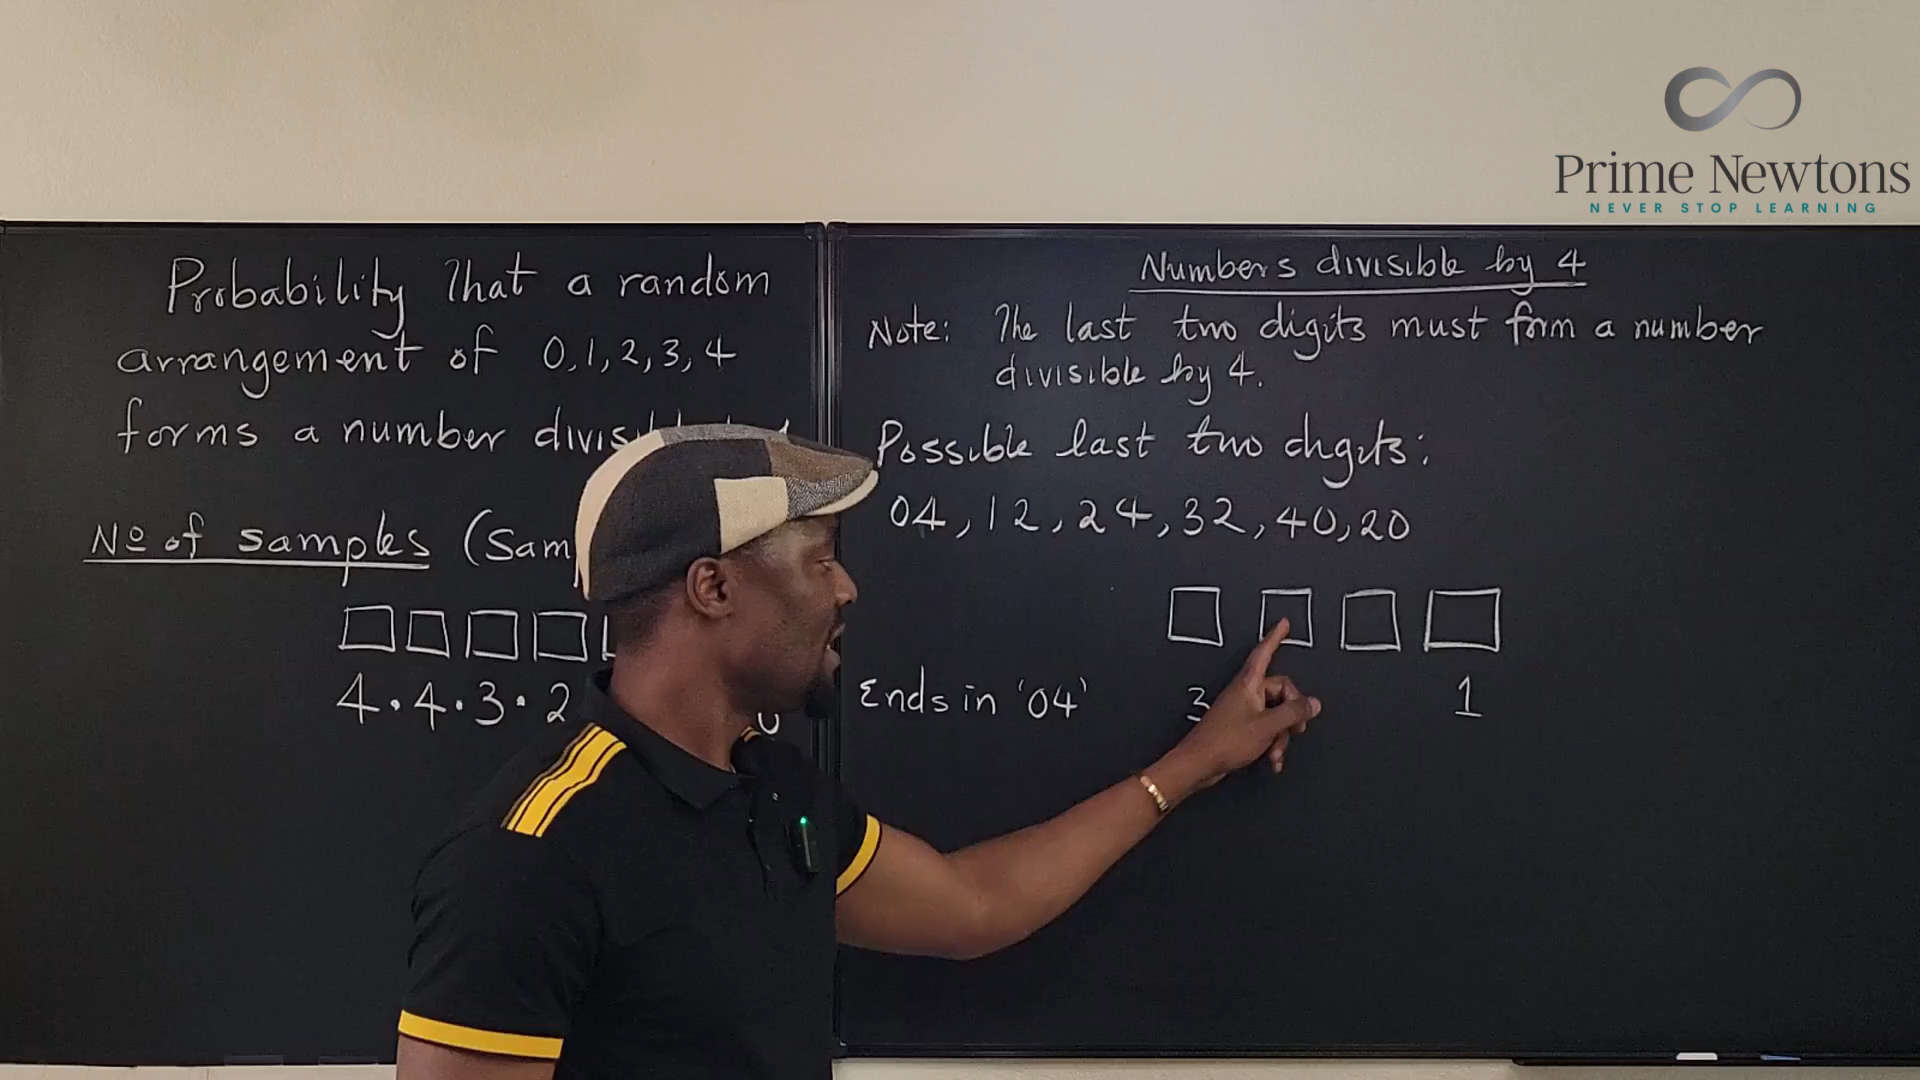 Prime Newtons
NEVER STOP LEARNING
Probability that a random
arrangement of 0,1,2,3,4
forms a number
Nº of samples
4·4·3·2
Numbers divisible by 4
Note: The last two digits must form a number
divisible by 4.
Possible last two digits:
04, 12, 24, 32, 40, 20
Ends in '04' 3 1